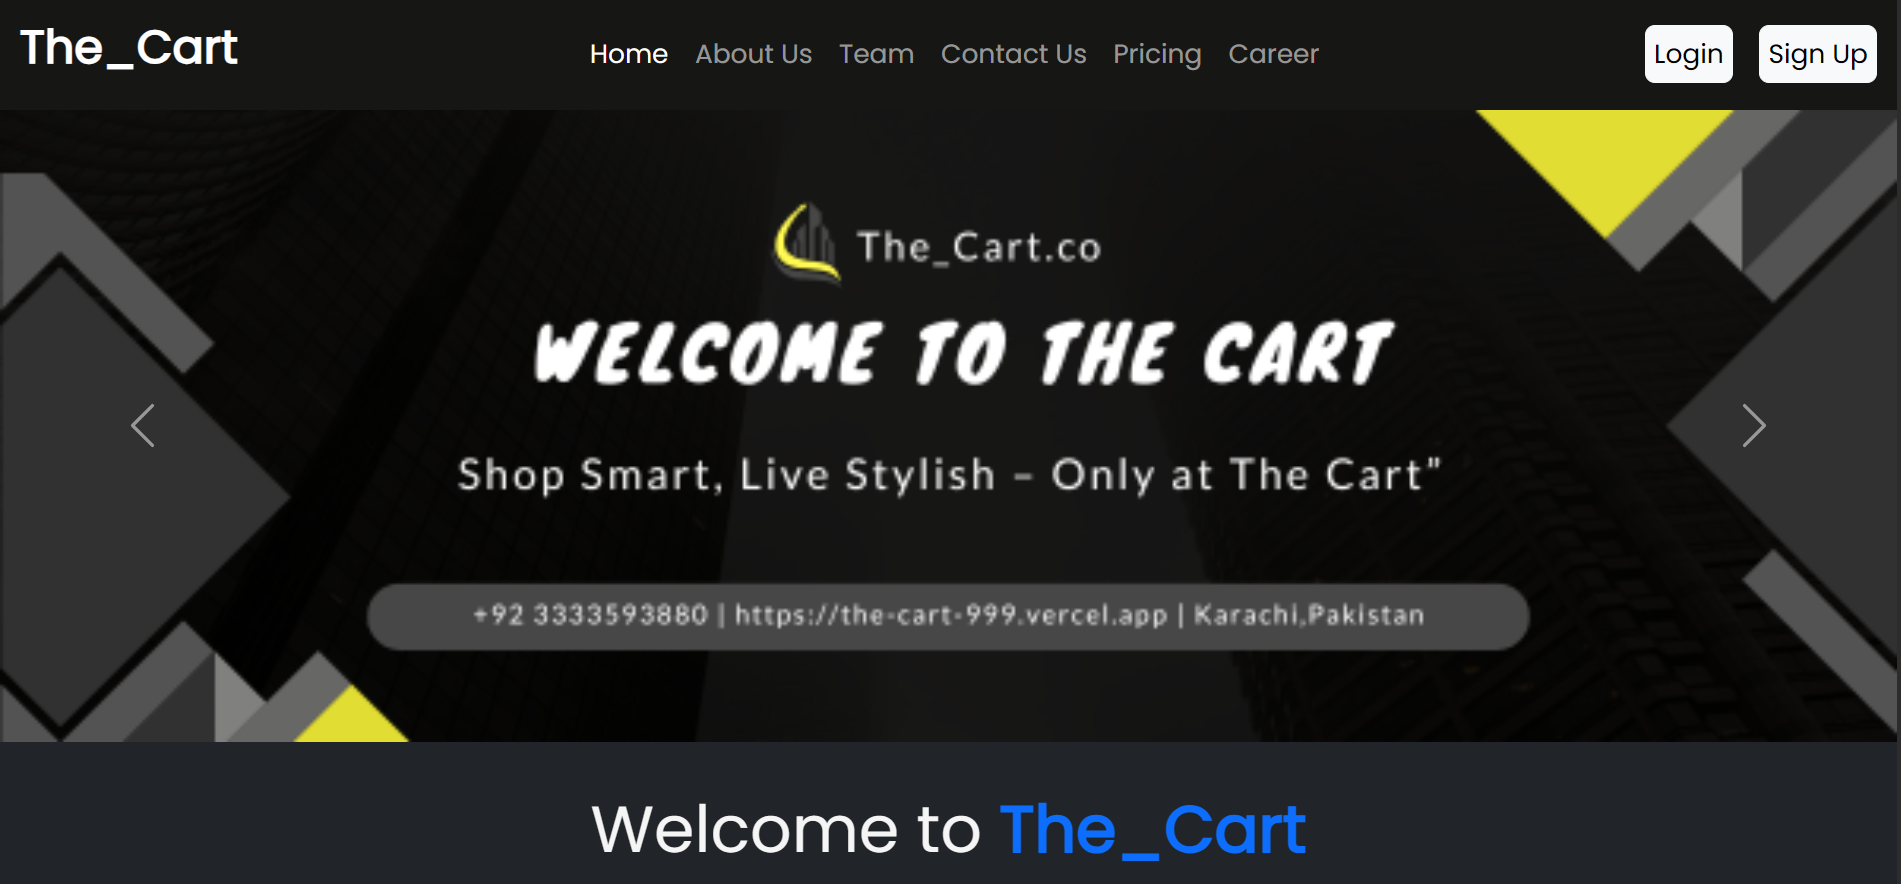 The_Cart
Home About Us Team Contact Us Pricing Career
Login Sign Up
The_Cart.co
WELCOME TO THE CART
Shop Smart, Live Stylish – Only at The Cart”
+92 3333593880 | https://the-cart-999.vercel.app | Karachi,Pakistan
Welcome to The_Cart